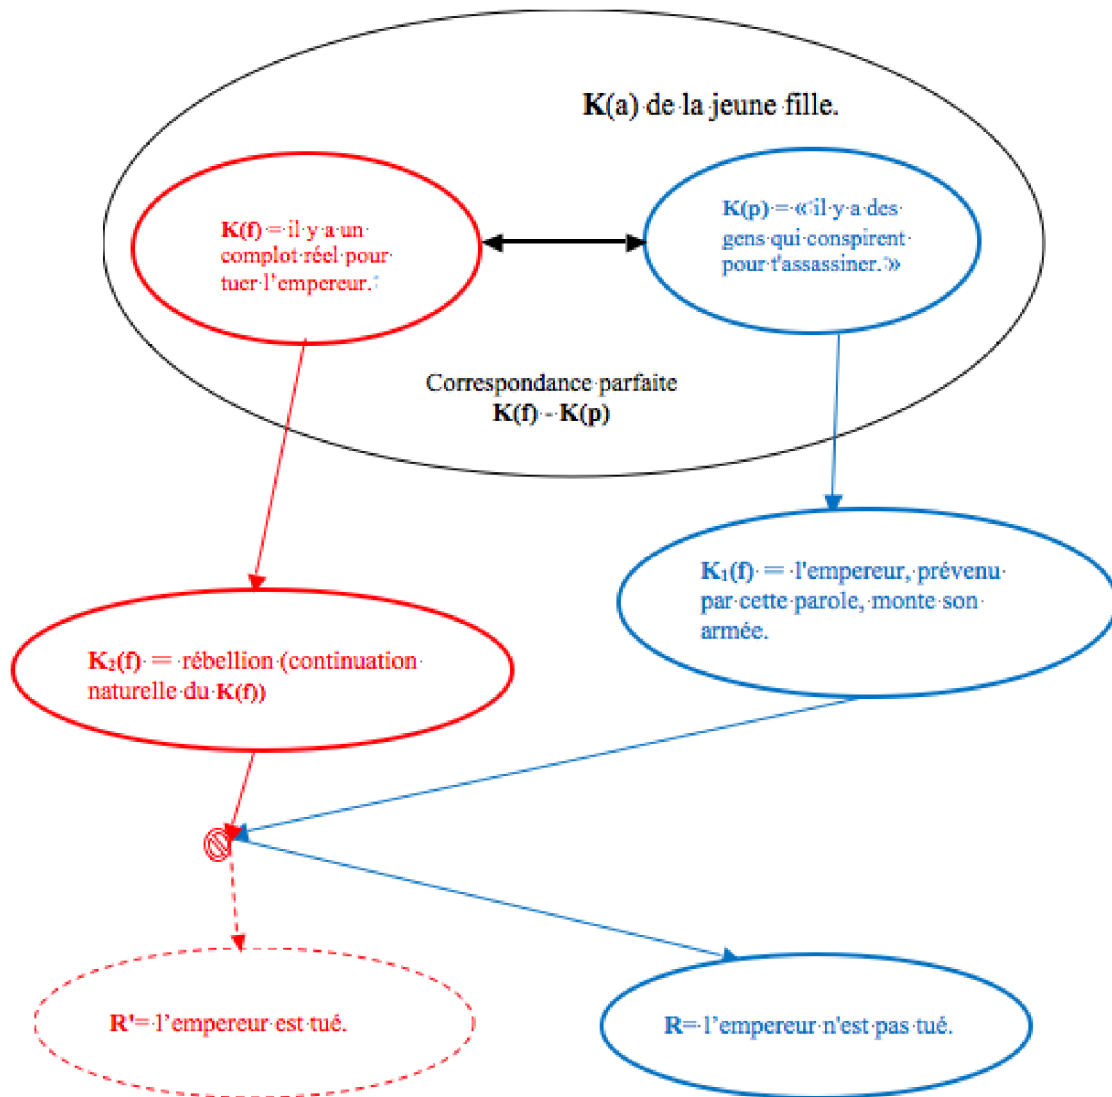 K(a) de la jeune fille.
K(f) = il y a un
complot réel pour
tuer l’empereur.
K(p) = « il y a des
gens qui conspirent
pour t'assassiner. »
Correspondance parfaite
K(f) - K(p)
K₁(f) = l'empereur, prévenu
par cette parole, monte son
armée.
K₂(f) = rébellion (continuation
naturelle du K(f))
R'= l’empereur est tué.
R= l’empereur n'est pas tué.